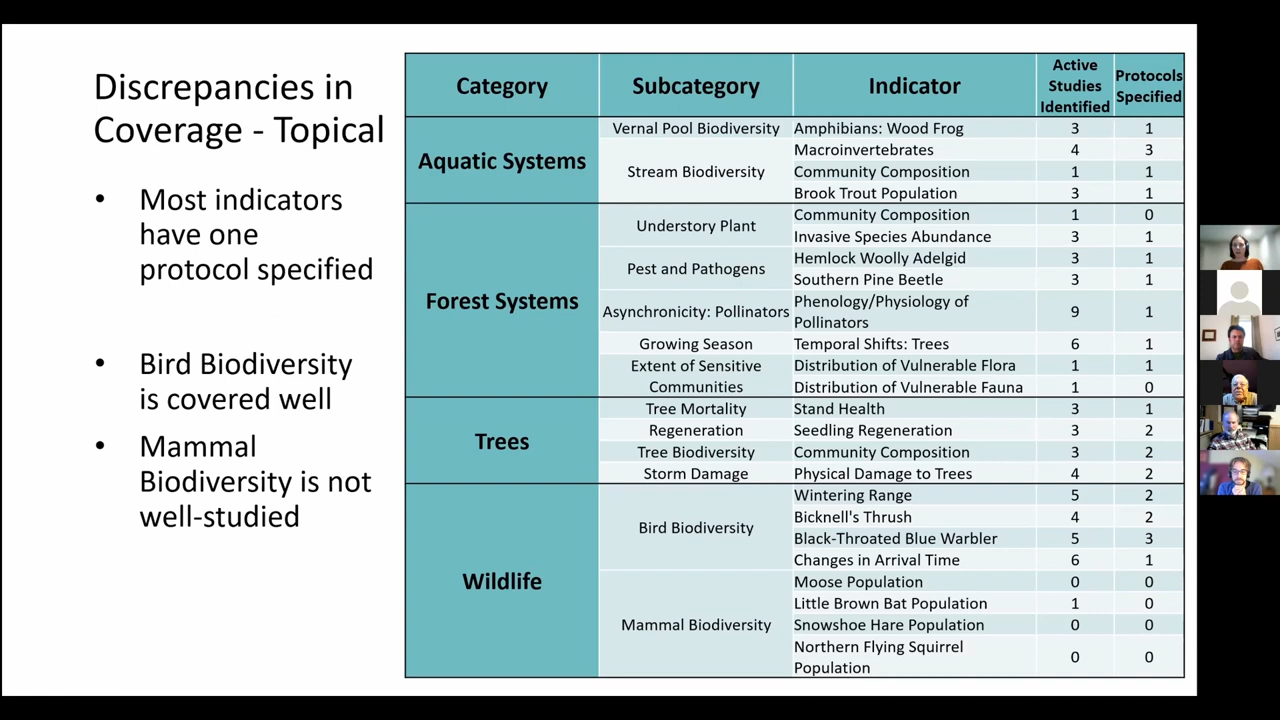 Discrepancies in
Coverage - Topical
• Most indicators
have one
protocol specified
• Bird Biodiversity
is covered well
• Mammal
Biodiversity is not
well-studied
Category Subcategory Indicator Active Studies Identified Protocols Specified
Aquatic Systems
Vernal Pool Biodiversity Amphibians: Wood Frog 3 1
Stream Biodiversity
Macroinvertebrates 4 3
Community Composition 1 1
Brook Trout Population 3 1
Forest Systems
Understory Plant
Community Composition 1 0
Invasive Species Abundance 3 1
Pest and Pathogens
Hemlock Woolly Adelgid 3 1
Southern Pine Beetle 3 1
Asynchronicity: Pollinators
Phenology/Physiology of
Pollinators 9 1
Growing Season Temporal Shifts: Trees 6 1
Extent of Sensitive
Communities
Distribution of Vulnerable Flora 1 1
Distribution of Vulnerable Fauna 1 0
Trees
Tree Mortality Stand Health 3 1
Regeneration Seedling Regeneration 3 2
Tree Biodiversity Community Composition 3 2
Storm Damage Physical Damage to Trees 4 2
Wildlife
Bird Biodiversity
Wintering Range 5 2
Bicknell's Thrush 4 2
Black-Throated Blue Warbler 5 3
Changes in Arrival Time 6 1
Mammal Biodiversity
Moose Population 0 0
Little Brown Bat Population 1 0
Snowshoe Hare Population 0 0
Northern Flying Squirrel
Population 0 0